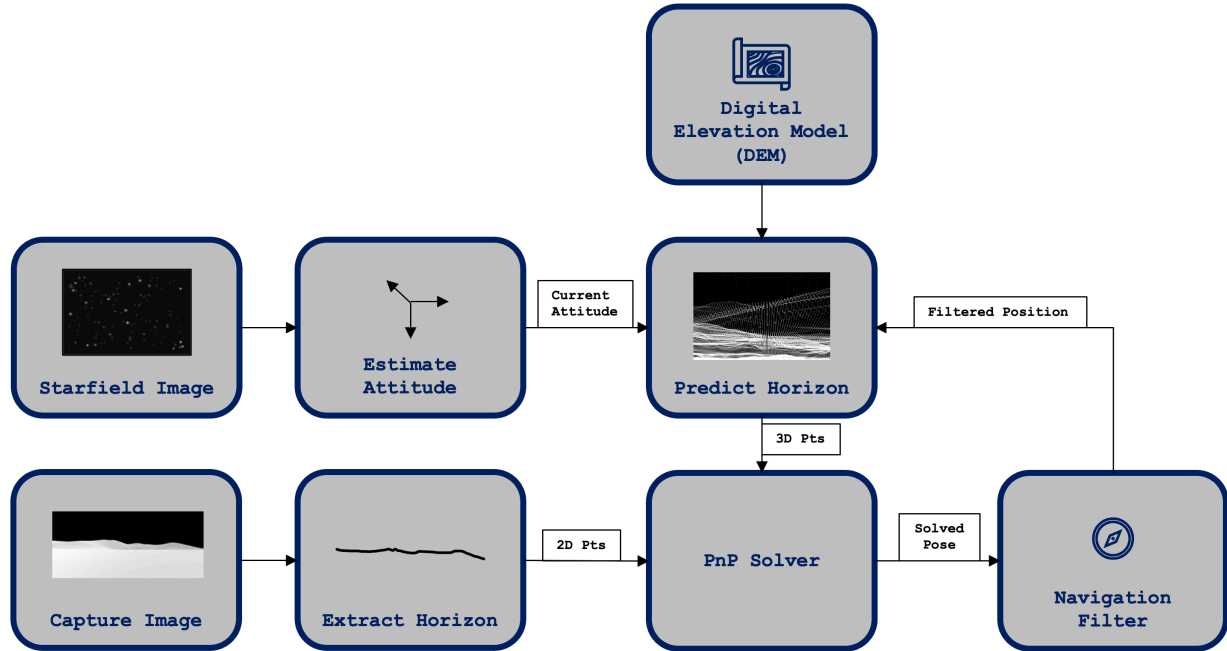 Digital
Elevation Model
(DEM)
Starfield Image
Estimate
Attitude
Current
Attitude
Predict Horizon
Filtered Position
3D Pts
Capture Image
Extract Horizon
2D Pts
PnP Solver
Solved
Pose
Navigation
Filter